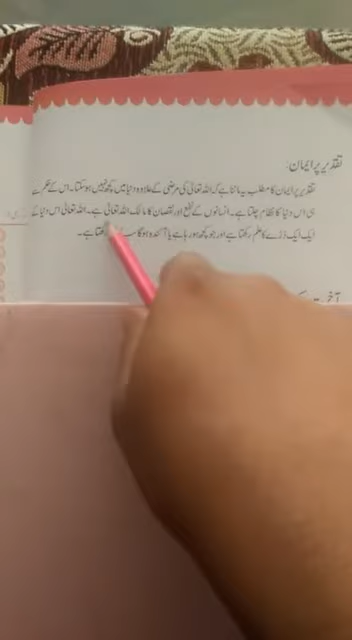 تقدیر پر ایمان:
تقدیر پر ایمان کا مطلب یہ ماننا ہے کہ اللہ تعالیٰ کی مرضی کے علاوہ دنیا میں کچھ نہیں ہو سکتا۔ اس کے حکم سے
ہی اس دنیا کا نظام چلتا ہے۔ انسانوں کے نفع اور نقصان کا مالک اللہ تعالیٰ ہے۔ اللہ تعالیٰ اس دنیا کے
ایک ایک ذرے کا علم رکھتا ہے اور جو کچھ ہو رہا ہے یا آئندہ ہوگا